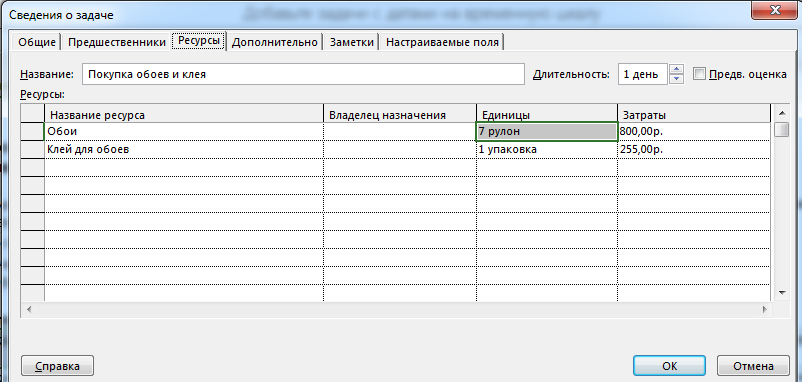 Добавьте задачи с датами на временную шкалу
Сведения о задаче
Общие Предшественники Ресурсы Дополнительно Заметки Настраиваемые поля
Название: Покупка обоев и клея Длительность: 1 день Предв. оценка
Ресурсы:
Название ресурса Владелец назначения Единицы Затраты
Обои 7 рулон 800,00р.
Клей для обоев 1 упаковка 255,00р.
Справка ОК Отмена